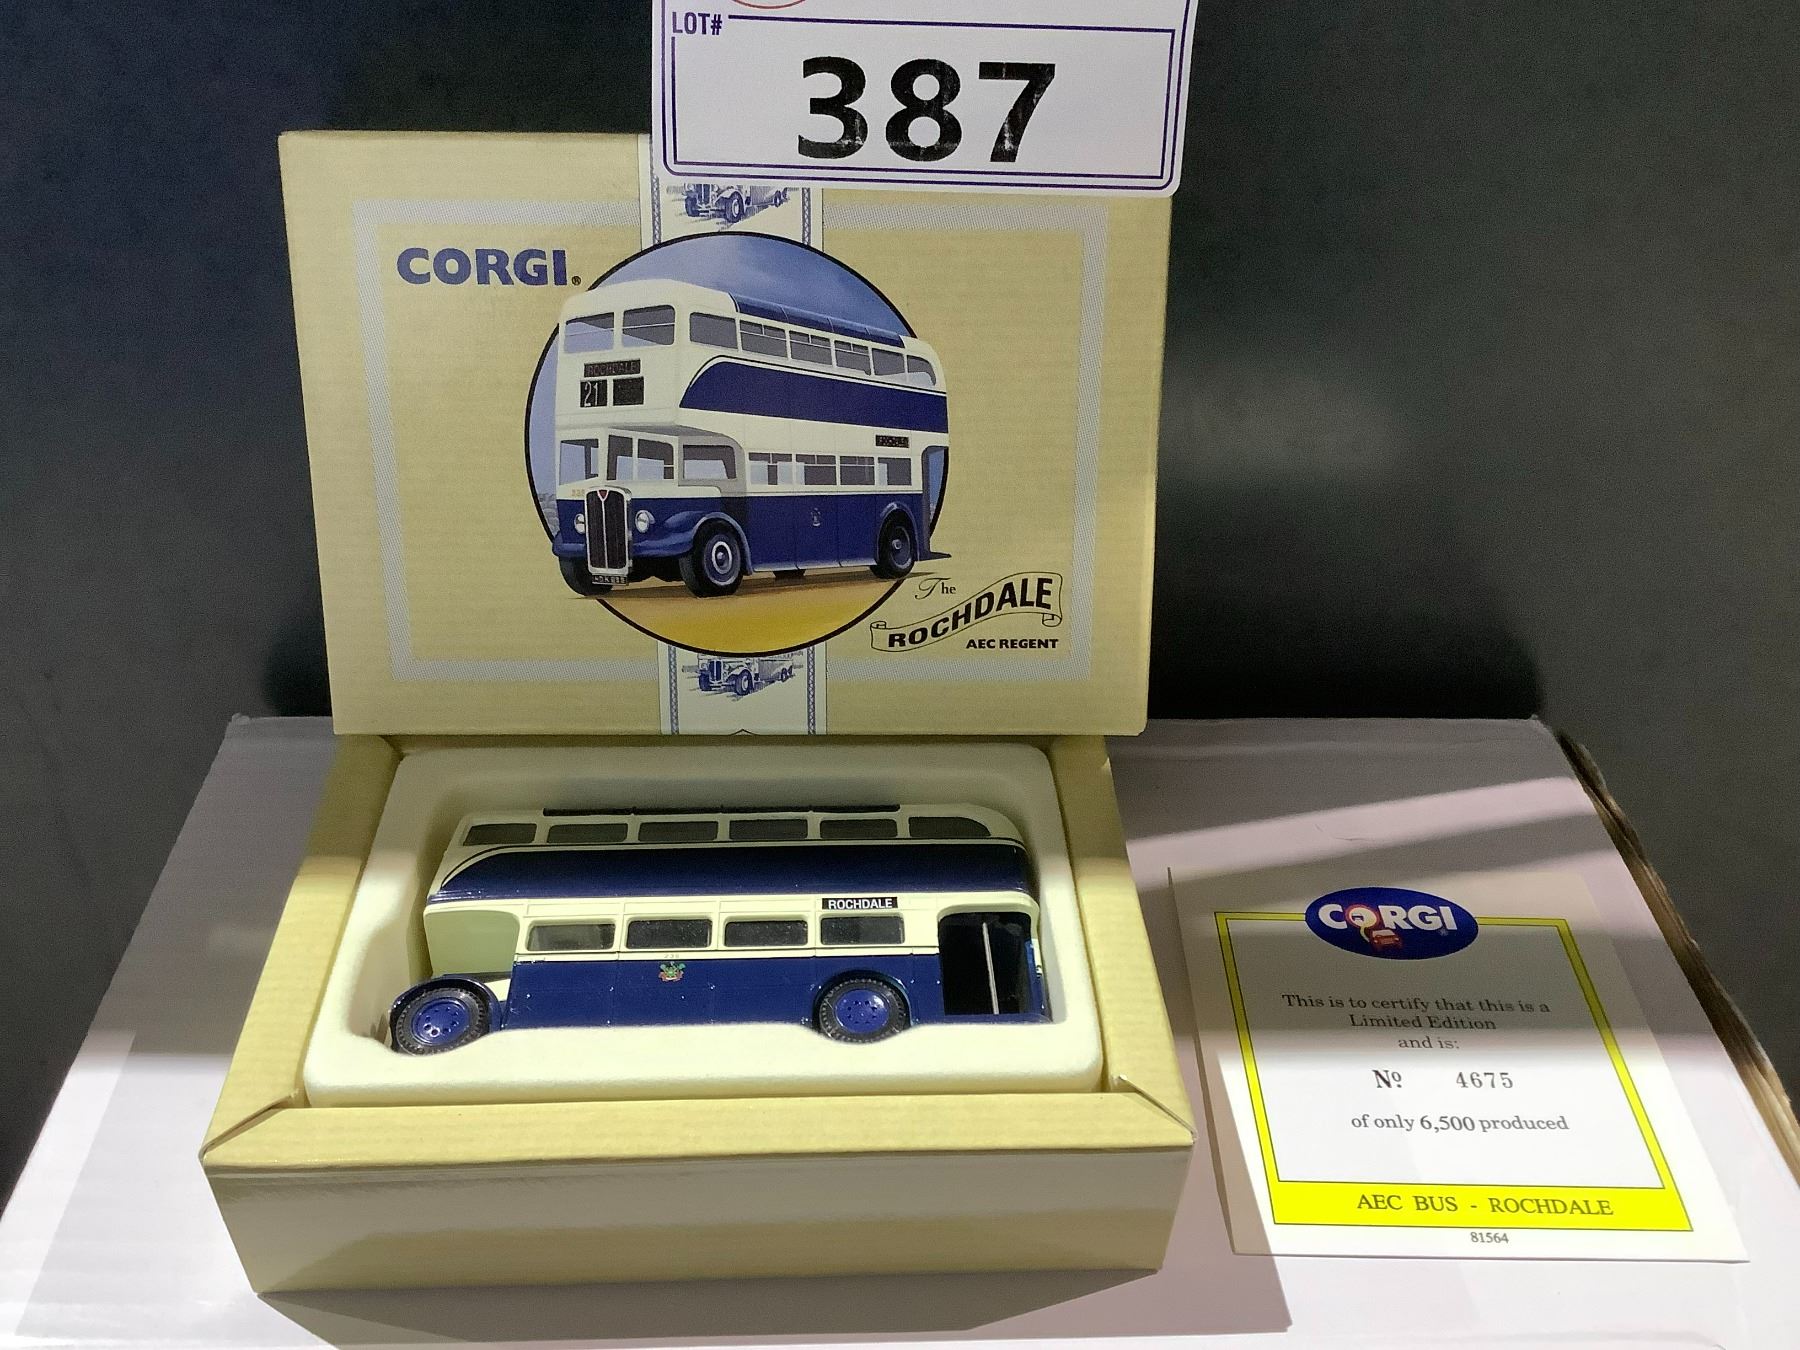 LOT#
387
CORGI®
ROCHDALE
21
The
ROCHDALE
AEC REGENT
ROCHDALE
CORGI
This is to certify that this is a
Limited Edition
and is:
Nº 4675
of only 6,500 produced
AEC BUS - ROCHDALE
81564